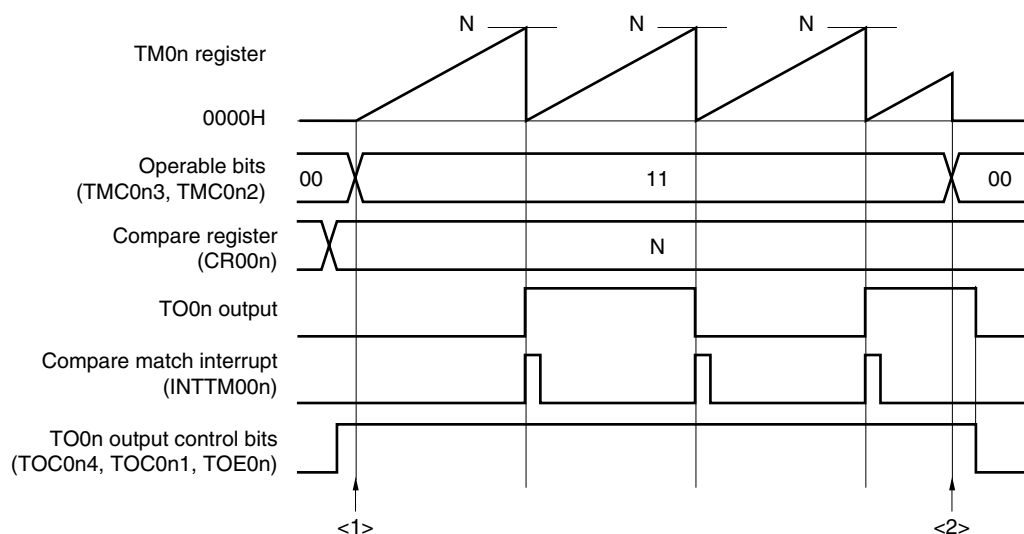 N N N
TM0n register
0000H
Operable bits
(TMC0n3, TMC0n2)
00 11 00
Compare register
(CR00n)
N
TO0n output
Compare match interrupt
(INTTM00n)
TO0n output control bits
(TOC0n4, TOC0n1, TOE0n)
<1> <2>